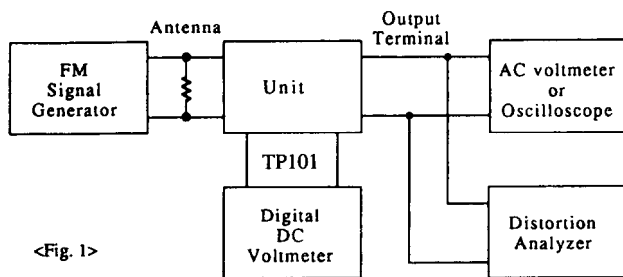 Antenna
Output
Terminal
FM
Signal
Generator
Unit
AC voltmeter
or
Oscilloscope
TP101
Digital
DC
Voltmeter
Distortion
Analyzer
<Fig. 1>